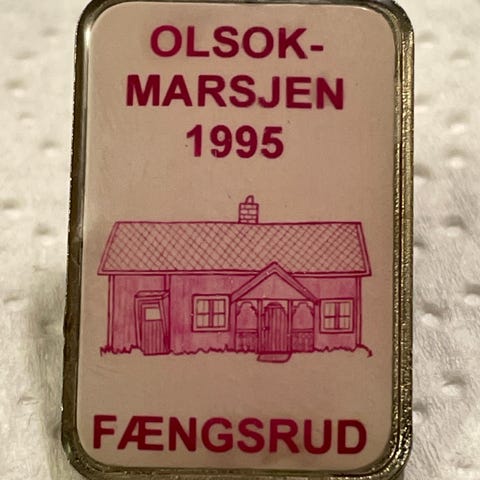 OLSOK-
MARSJEN
1995
FÆNGSRUD